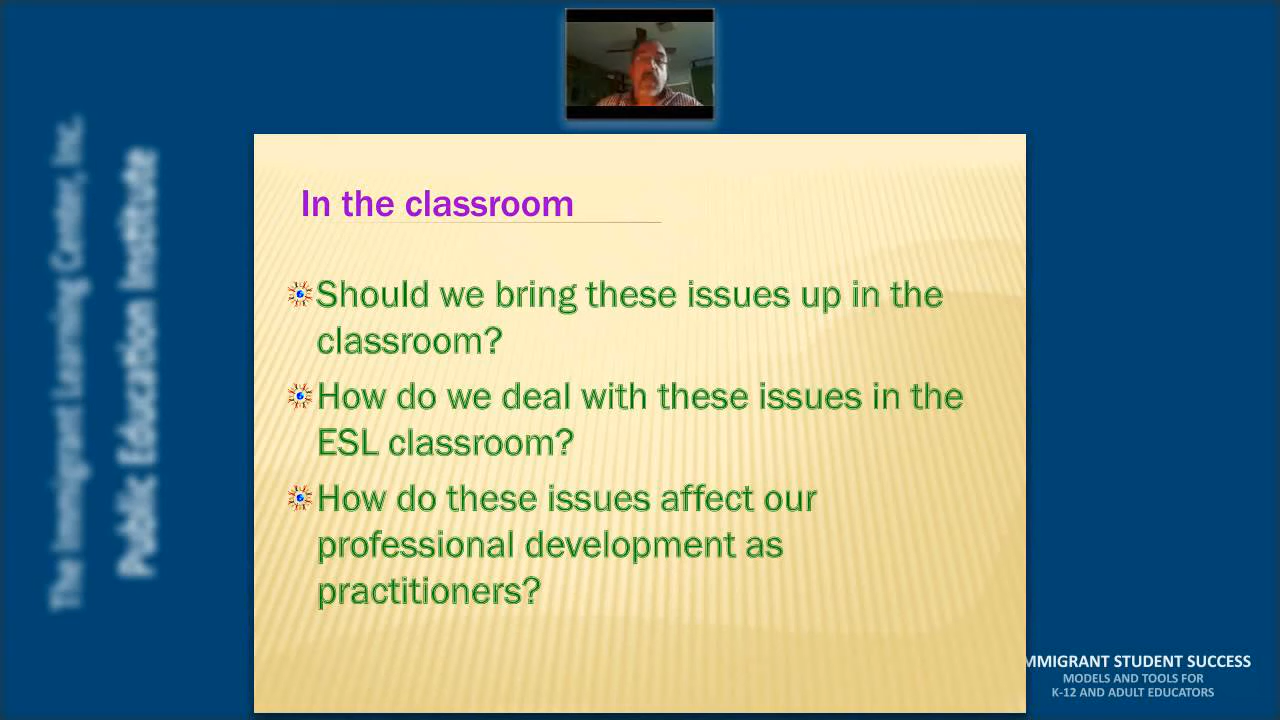 In the classroom
Should we bring these issues up in the
classroom?
How do we deal with these issues in the
ESL classroom?
How do these issues affect our
professional development as
practitioners?
The Immigrant Learning Center, Inc.
Public Education Institute
MMIGRANT STUDENT SUCCESS
MODELS AND TOOLS FOR
K-12 AND ADULT EDUCATORS